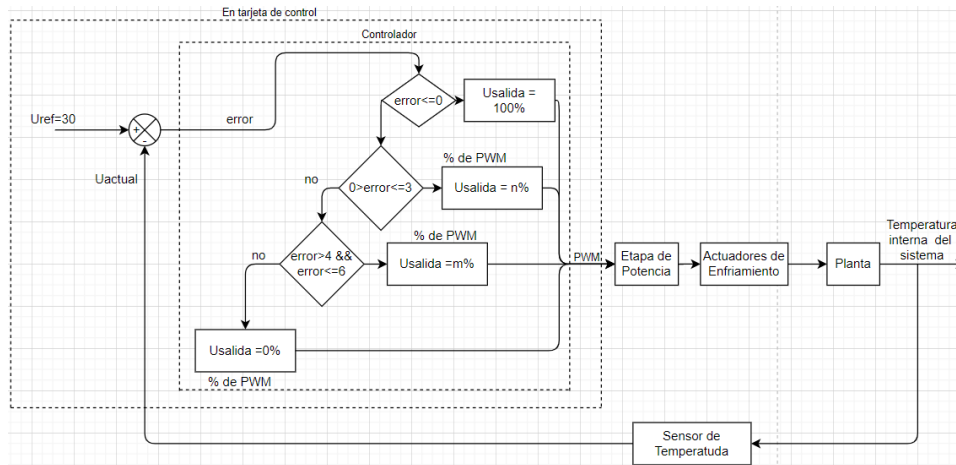 En tarjeta de control
Controlador
error<=0
Usalida =
100%
Uref=30
+
-
error
Uactual
% de PWM
no
0>error<=3
Usalida = n%
% de PWM
no
error>4 &&
error<=6
Usalida =m%
PWM
Etapa de
Potencia
Actuadores de
Enfriamiento
Planta
Temperatura
interna del
sistema
Usalida =0%
% de PWM
Sensor de
Temperatuda